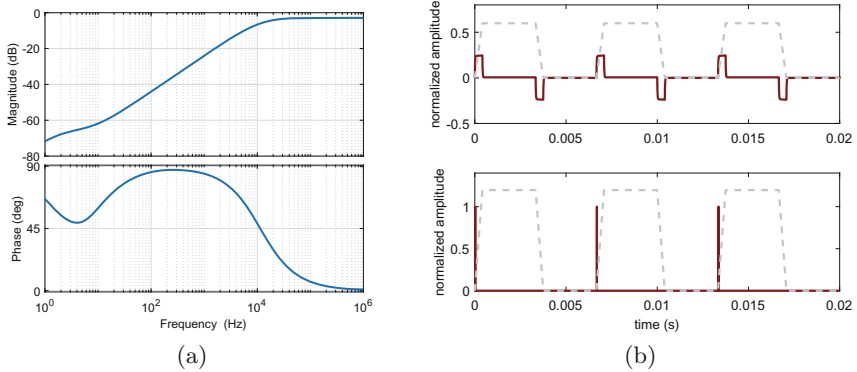 0
-20
-40
-60
-80
Magnitude (dB)
90
45
0
Phase (deg)
10^0 10^2 10^4 10^6
Frequency (Hz)
(a)
0.5
0
-0.5
normalized amplitude
0 0.005 0.01 0.015 0.02
1
0.5
0
normalized amplitude
0 0.005 0.01 0.015 0.02
time (s)
(b)